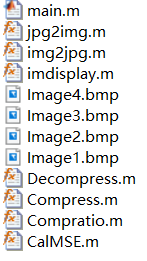 main.m
jpg2img.m
img2jpg.m
imdisplay.m
Image4.bmp
Image3.bmp
Image2.bmp
Image1.bmp
Decompress.m
Compress.m
Compratio.m
CalMSE.m